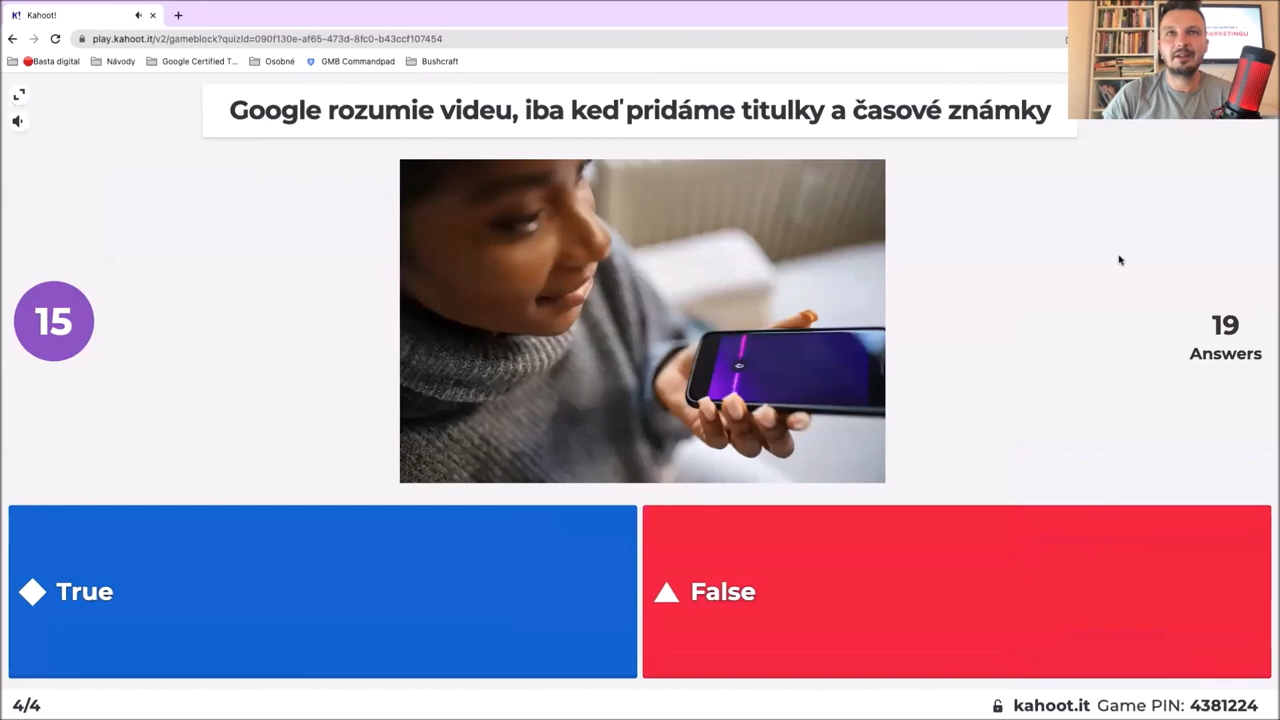 K! Kahoot!
play.kahoot.it/v2/gameblock?quizId=090f130e-af65-473d-8fc0-b43ccf107454
Basta digital
Návody
Google Certified T...
Osobné
GMB Commandpad
Bushcraft
MARKETINGU
Google rozumie videu, iba keď pridáme titulky a časové známky
15
19
Answers
True
False
4/4
kahoot.it Game PIN: 4381224